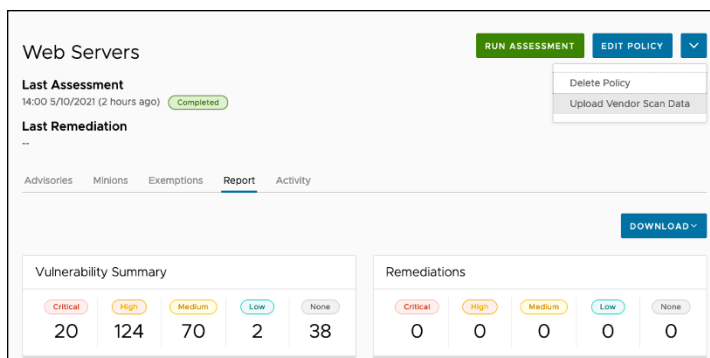 Web Servers
RUN ASSESSMENT
EDIT POLICY
Delete Policy
Upload Vendor Scan Data
Last Assessment
14:00 5/10/2021 (2 hours ago) Completed
Last Remediation
--
Advisories Minions Exemptions Report Activity
DOWNLOAD
Vulnerability Summary
Critical High Medium Low None
20 124 70 2 38
Remediations
Critical High Medium Low None
0 0 0 0 0